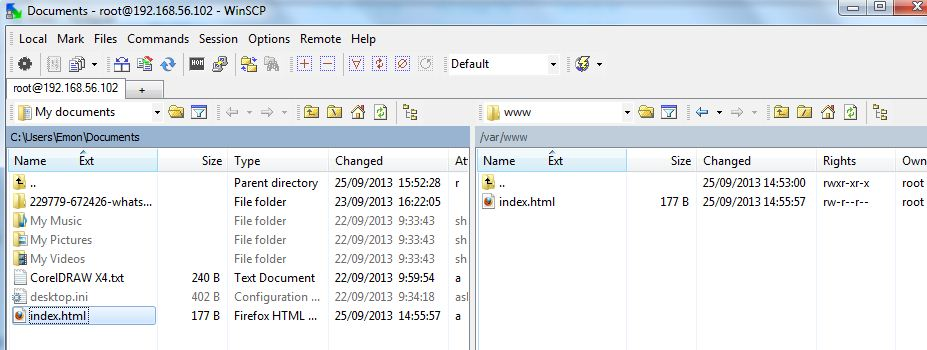 Documents - root@192.168.56.102 - WinSCP
Local Mark Files Commands Session Options Remote Help
Default
root@192.168.56.102 +
My documents www
C:\Users\Emon\Documents /var/www
Name Ext Size Type Changed At Name Ext Size Changed Rights Own
.. Parent directory 25/09/2013 15:52:28 r .. 25/09/2013 14:53:00 rwxr-xr-x root
229779-672426-whats... File folder 23/09/2013 16:22:05 index.html 177 B 25/09/2013 14:55:57 rw-r--r-- root
My Music File folder 22/09/2013 9:33:43 sh
My Pictures File folder 22/09/2013 9:33:43 sh
My Videos File folder 22/09/2013 9:33:43 sh
CorelDRAW X4.txt 240 B Text Document 22/09/2013 9:59:54 a
desktop.ini 402 B Configuration ... 22/09/2013 9:34:18 asl
index.html 177 B Firefox HTML ... 25/09/2013 14:55:57 a